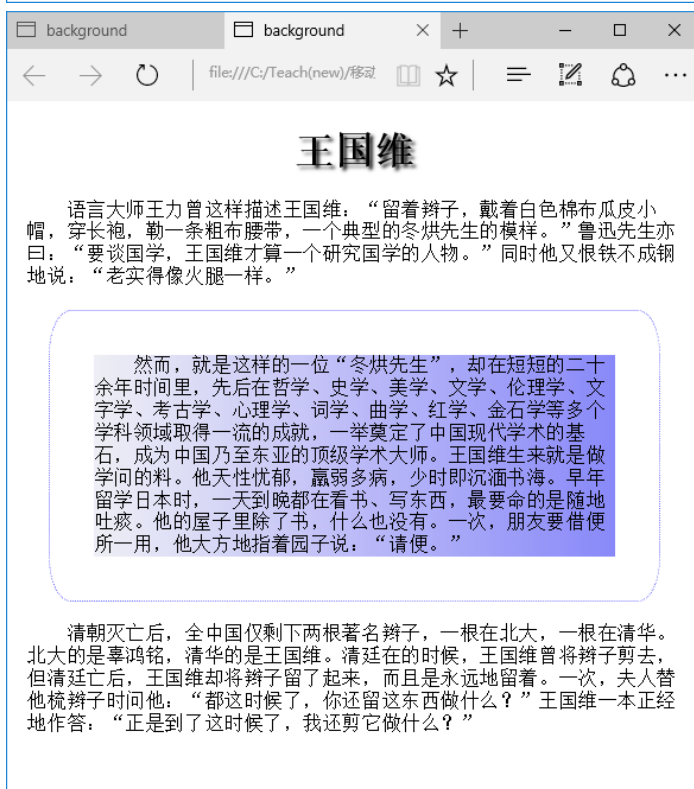 background
background
file:///C:/Teach(new)/移动
王国维
语言大师王力曾这样描述王国维：“留着辫子，戴着白色棉布瓜皮小
帽，穿长袍，勒一条粗布腰带，一个典型的冬烘先生的模样。”鲁迅先生亦
曰：“要谈国学，王国维才算一个研究国学的人物。”同时他又恨铁不成钢
地说：“老实得像火腿一样。”
然而，就是这样的一位“冬烘先生”，却在短短的二十
余年时间里，先后在哲学、史学、美学、文学、伦理学、文
字学、考古学、心理学、词学、曲学、红学、金石学等多个
学科领域取得一流的成就，一举奠定了中国现代学术的基
石，成为中国乃至东亚的顶级学术大师。王国维生来就是做
学问的料。他天性忧郁，羸弱多病，少时即沉湎书海。早年
留学日本时，一天到晚都在看书、写东西，最要命的是随地
吐痰。他的屋子里除了书，什么也没有。一次，朋友要借便
所一用，他大方地指着园子说：“请便。”
清朝灭亡后，全中国仅剩下两根著名辫子，一根在北大，一根在清华。
北大的是辜鸿铭，清华的是王国维。清廷在的时候，王国维曾将辫子剪去，
但清廷亡后，王国维却将辫子留了起来，而且是永远地留着。一次，夫人替
他梳辫子时问他：“都这时候了，你还留这东西做什么？”王国维一本正经
地作答：“正是到了这时候了，我还剪它做什么？”